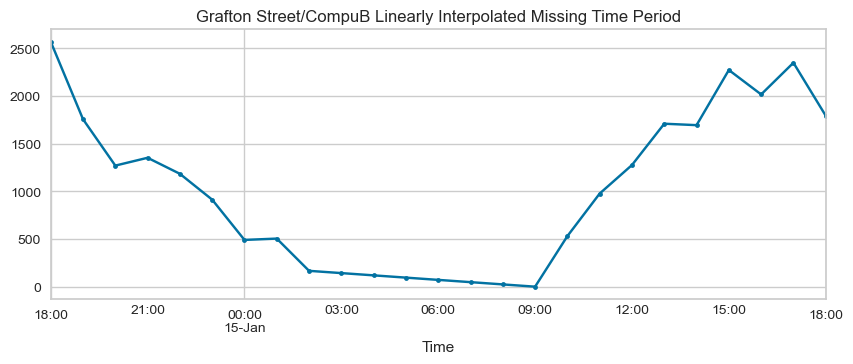 Grafton Street/CompuB Linearly Interpolated Missing Time Period
2500
2000
1500
1000
500
0
18:00 21:00 00:00 03:00 06:00 09:00 12:00 15:00 18:00
15-Jan
Time